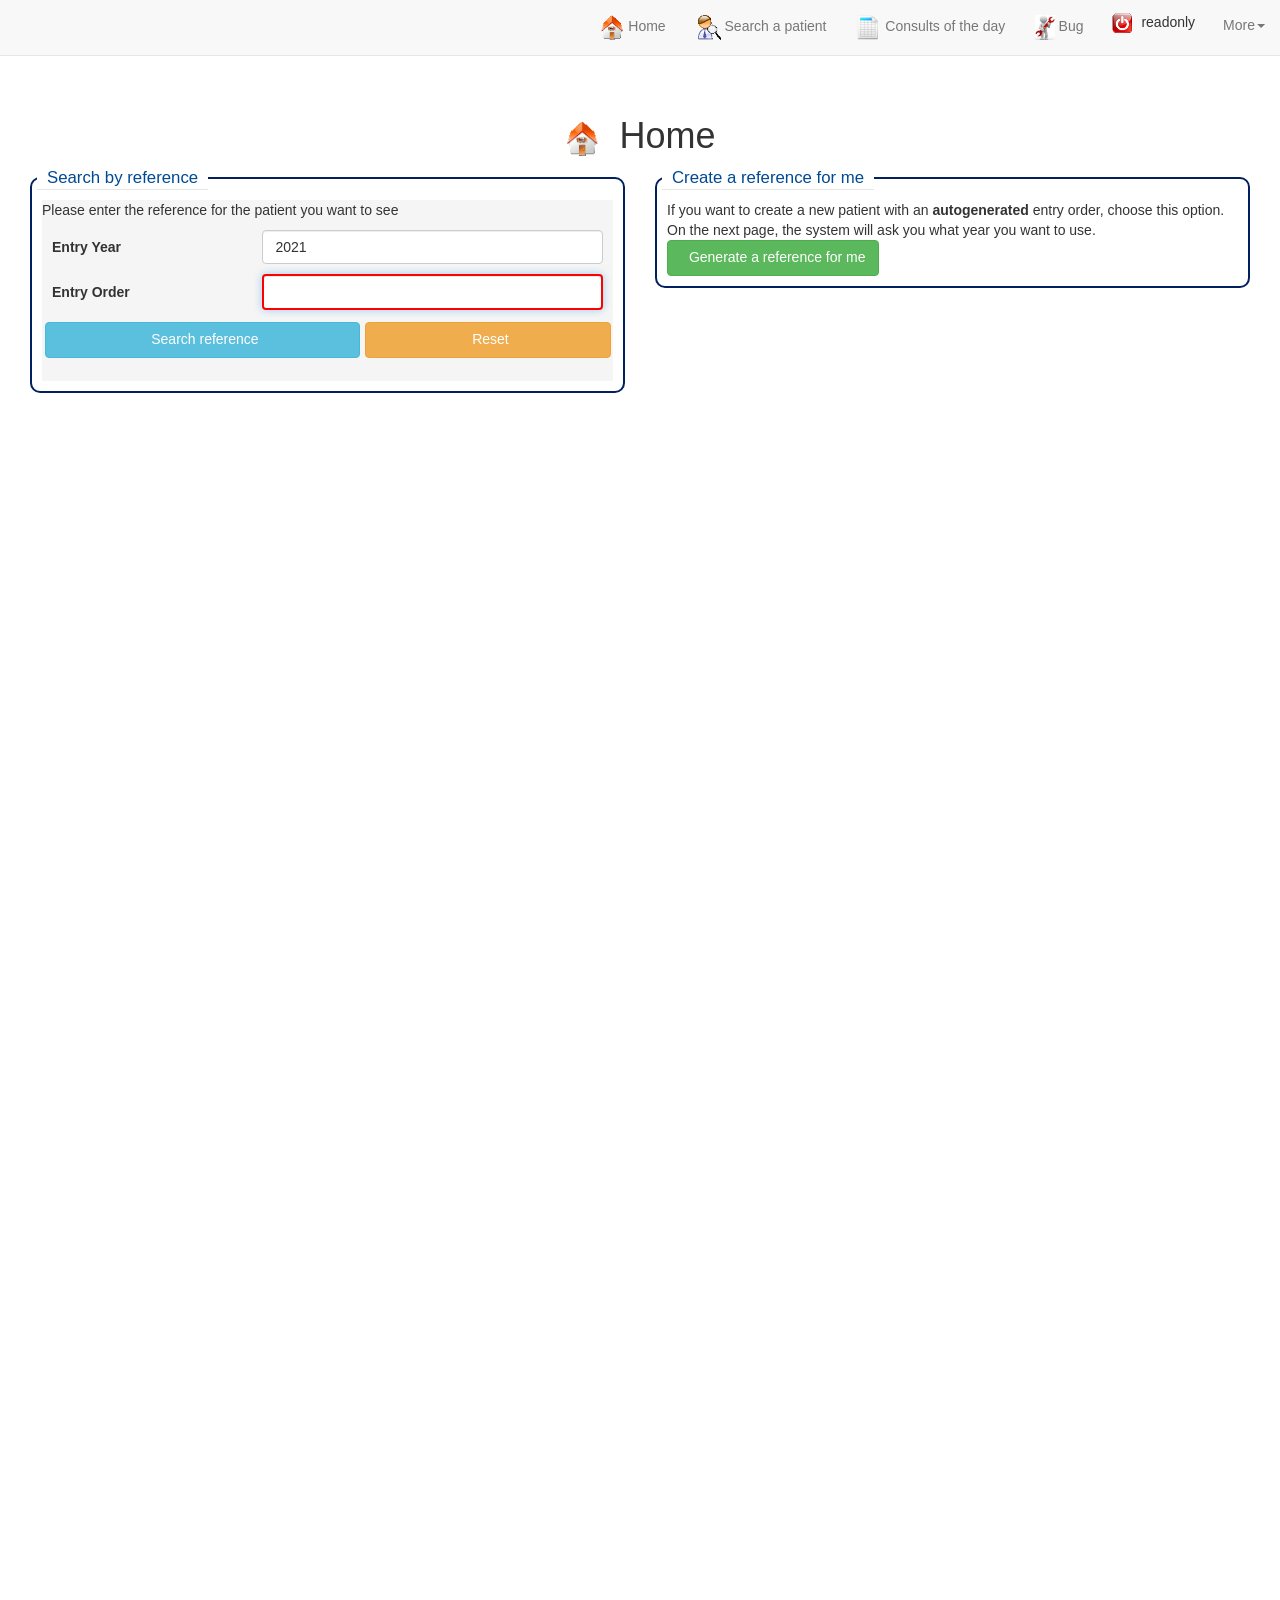 Home
Search a patient
Consults of the day
Bug
readonly
More
Home
Search by reference
Please enter the reference for the patient you want to see
Entry Year
2021
Entry Order
Search reference
Reset
Create a reference for me
If you want to create a new patient with an autogenerated entry order, choose this option.
On the next page, the system will ask you what year you want to use.
Generate a reference for me